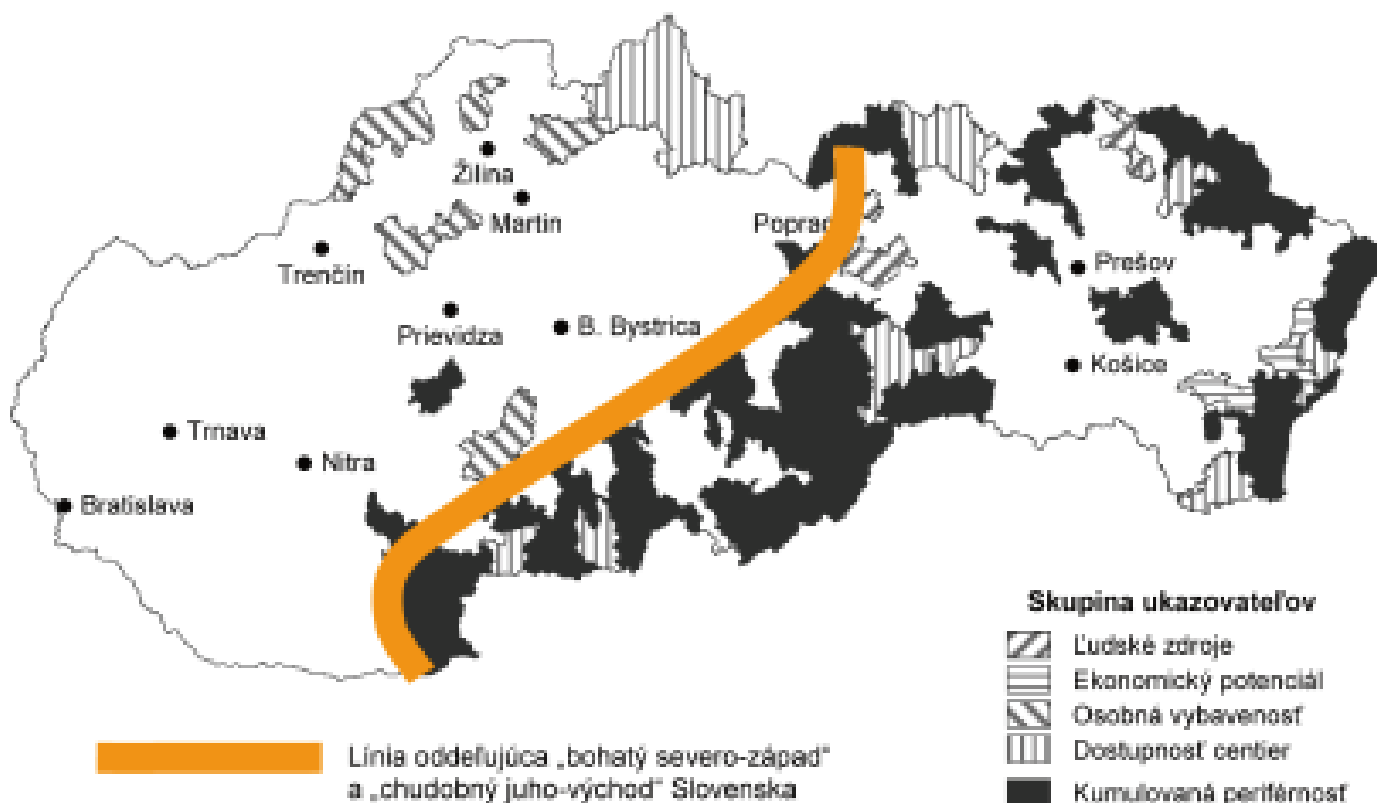 Žilina
Martin
Poprad
Trenčín
Prešov
Prievidza
B. Bystrica
Košice
Trnava
Nitra
Bratislava
Skupina ukazovateľov
Ľudské zdroje
Ekonomický potenciál
Osobná vybavenosť
Dostupnosť centier
Kumulovaná periférnosť
Línia oddeľujúca „bohatý severo-západ“
a „chudobný juho-východ“ Slovenska